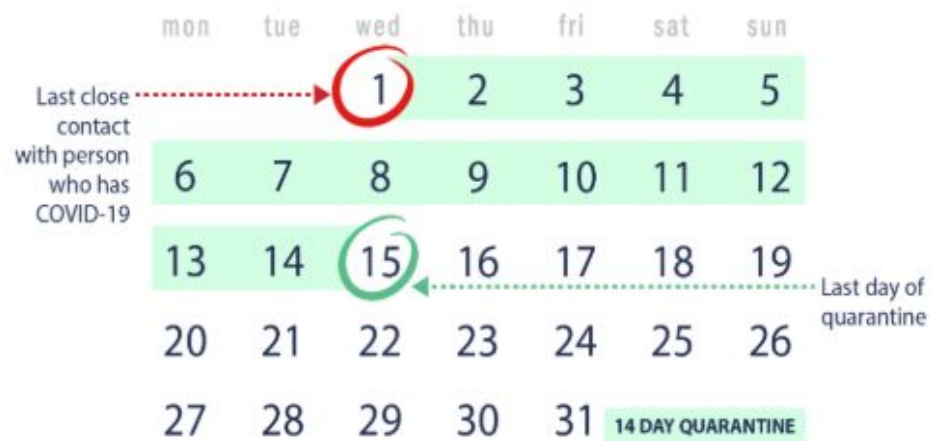 mon tue wed thu fri sat sun
1 2 3 4 5
Last close
contact
with person
who has
COVID-19
6 7 8 9 10 11 12
13 14 15 16 17 18 19
Last day of
quarantine
20 21 22 23 24 25 26
27 28 29 30 31 14 DAY QUARANTINE